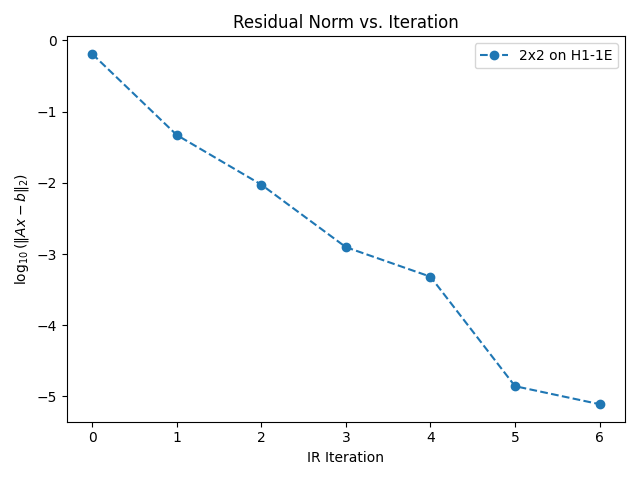 Residual Norm vs. Iteration
2x2 on H1-1E
log₁₀(‖Ax − b‖₂)
0
−1
−2
−3
−4
−5
0 1 2 3 4 5 6
IR Iteration